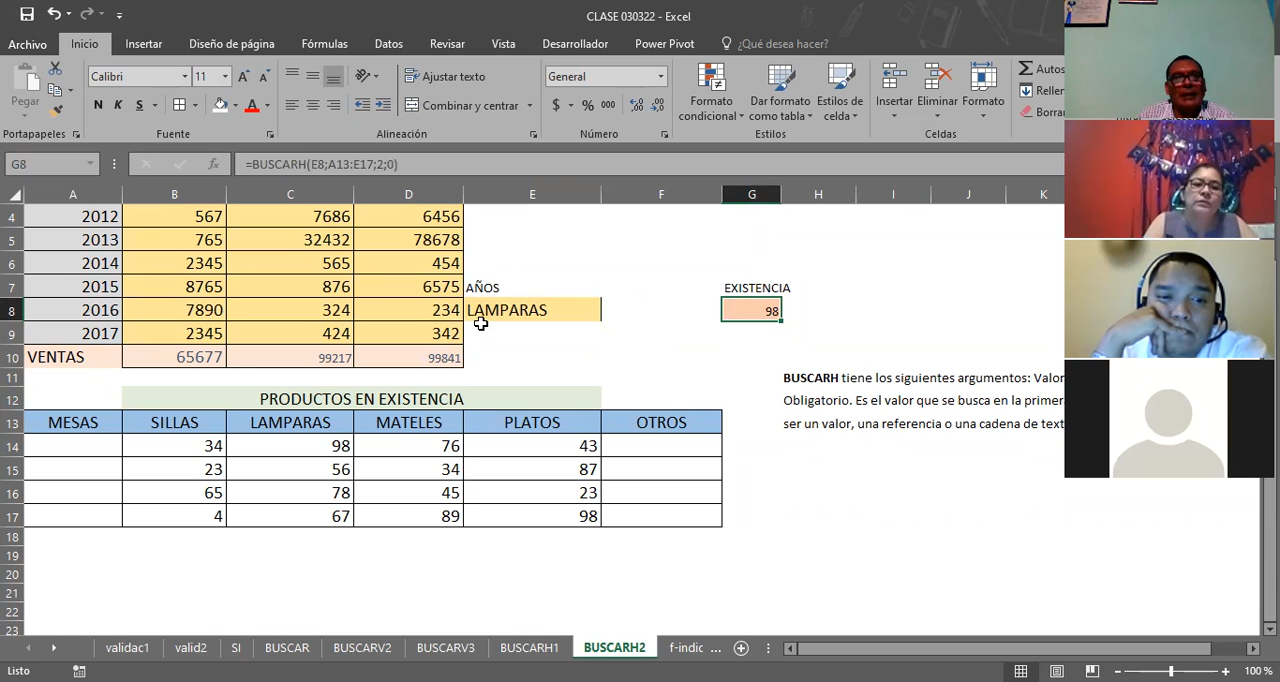 CLASE 030322 - Excel
Archivo Inicio Insertar Diseño de página Fórmulas Datos Revisar Vista Desarrollador Power Pivot ¿Qué desea hacer?
Pegar
Calibri 11
N K S
Ajustar texto
Combinar y centrar
General
$ % 000
Formato condicional
Dar formato como tabla
Estilos de celda
Insertar Eliminar Formato
Autos
Reller
Borra
Portapapeles Fuente Alineación Número Estilos Celdas
G8 fx =BUSCARH(E8;A13:E17;2;0)
A B C D E F G H I J K
4 2012 567 7686 6456
5 2013 765 32432 78678
6 2014 2345 565 454
7 2015 8765 876 6575 AÑOS EXISTENCIA
8 2016 7890 324 234 LAMPARAS 98
9 2017 2345 424 342
10 VENTAS 65677 99217 99841
11 BUSCARH tiene los siguientes argumentos: Valor
12 PRODUCTOS EN EXISTENCIA Obligatorio. Es el valor que se busca en la primer
13 MESAS SILLAS LAMPARAS MATELES PLATOS OTROS ser un valor, una referencia o una cadena de text
14 34 98 76 43
15 23 56 34 87
16 65 78 45 23
17 4 67 89 98
18
19
20
21
22
23
validac1 valid2 SI BUSCAR BUSCARV2 BUSCARV3 BUSCARH1 BUSCARH2 f-indic ...
Listo 100 %